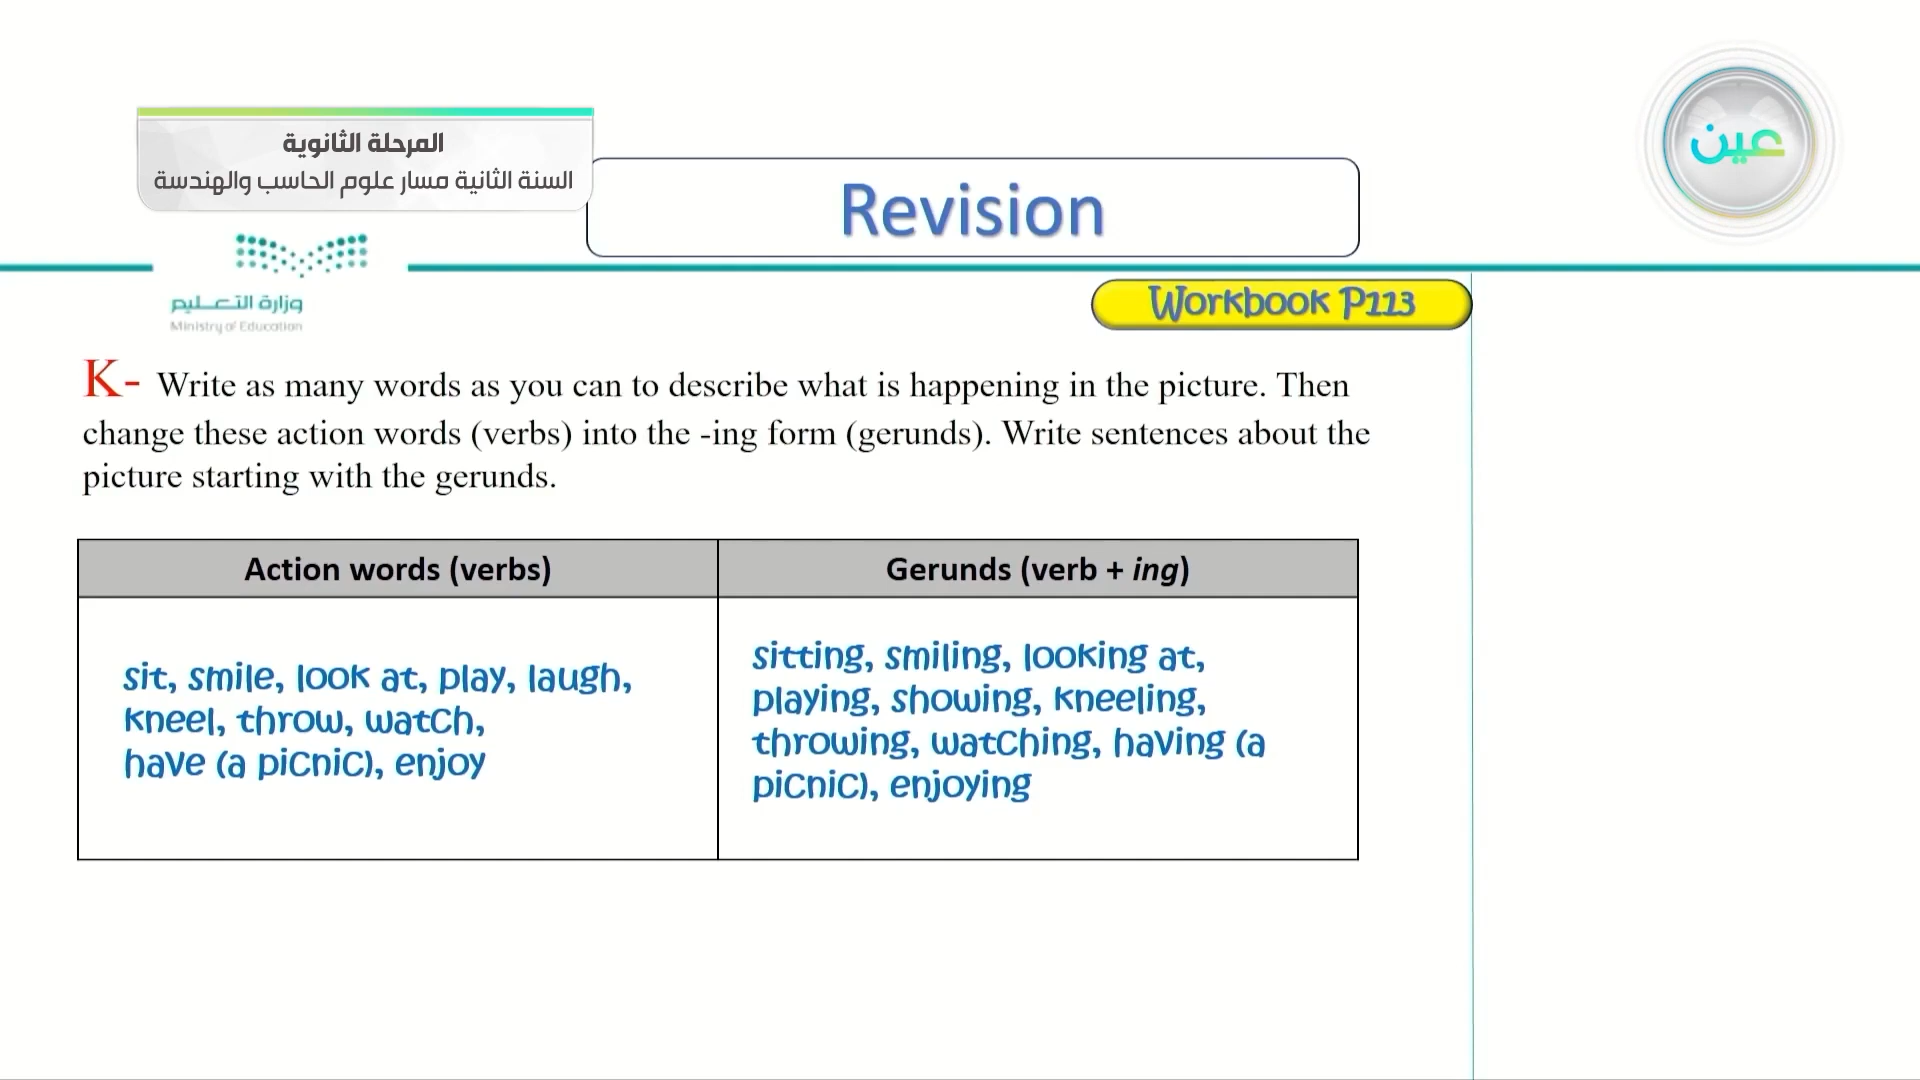 المرحلة الثانوية
السنة الثانية مسار علوم الحاسب والهندسة
عين
Revision
وزارة التعليم
Ministry of Education
Workbook P113
K- Write as many words as you can to describe what is happening in the picture. Then
change these action words (verbs) into the -ing form (gerunds). Write sentences about the
picture starting with the gerunds.
Action words (verbs)
Gerunds (verb + ing)
sit, smile, look at, play, laugh,
kneel, throw, watch,
have (a picnic), enjoy
sitting, smiling, looking at,
playing, showing, kneeling,
throwing, watching, having (a
picnic), enjoying